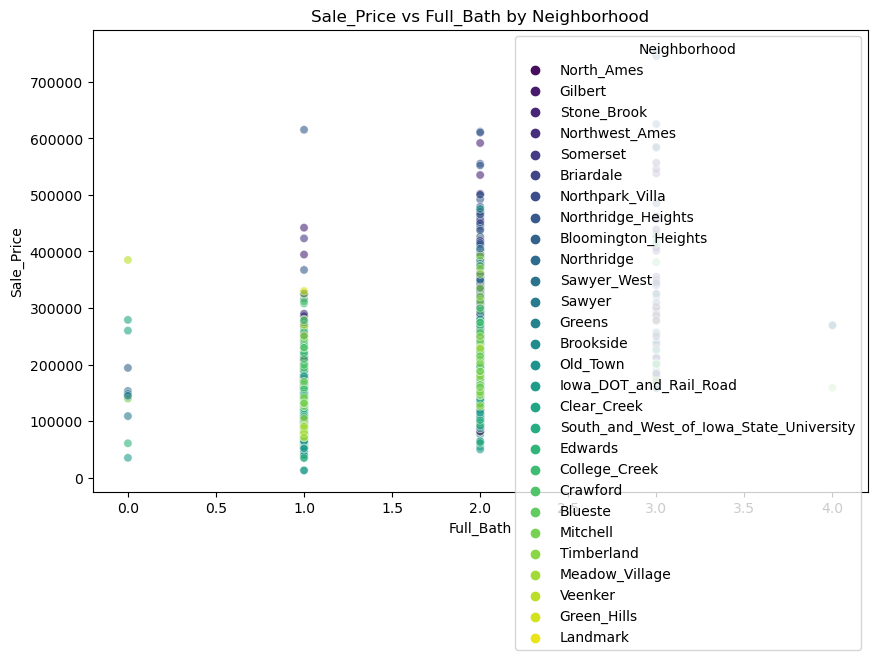 Sale_Price vs Full_Bath by Neighborhood
Neighborhood
North_Ames
Gilbert
Stone_Brook
Northwest_Ames
Somerset
Briardale
Northpark_Villa
Northridge_Heights
Bloomington_Heights
Northridge
Sawyer_West
Sawyer
Greens
Brookside
Old_Town
Iowa_DOT_and_Rail_Road
Clear_Creek
South_and_West_of_Iowa_State_University
Edwards
College_Creek
Crawford
Blueste
Mitchell
Timberland
Meadow_Village
Veenker
Green_Hills
Landmark
Sale_Price
700000
600000
500000
400000
300000
200000
100000
0
0.0 0.5 1.0 1.5 2.0 2.5 3.0 3.5 4.0
Full_Bath